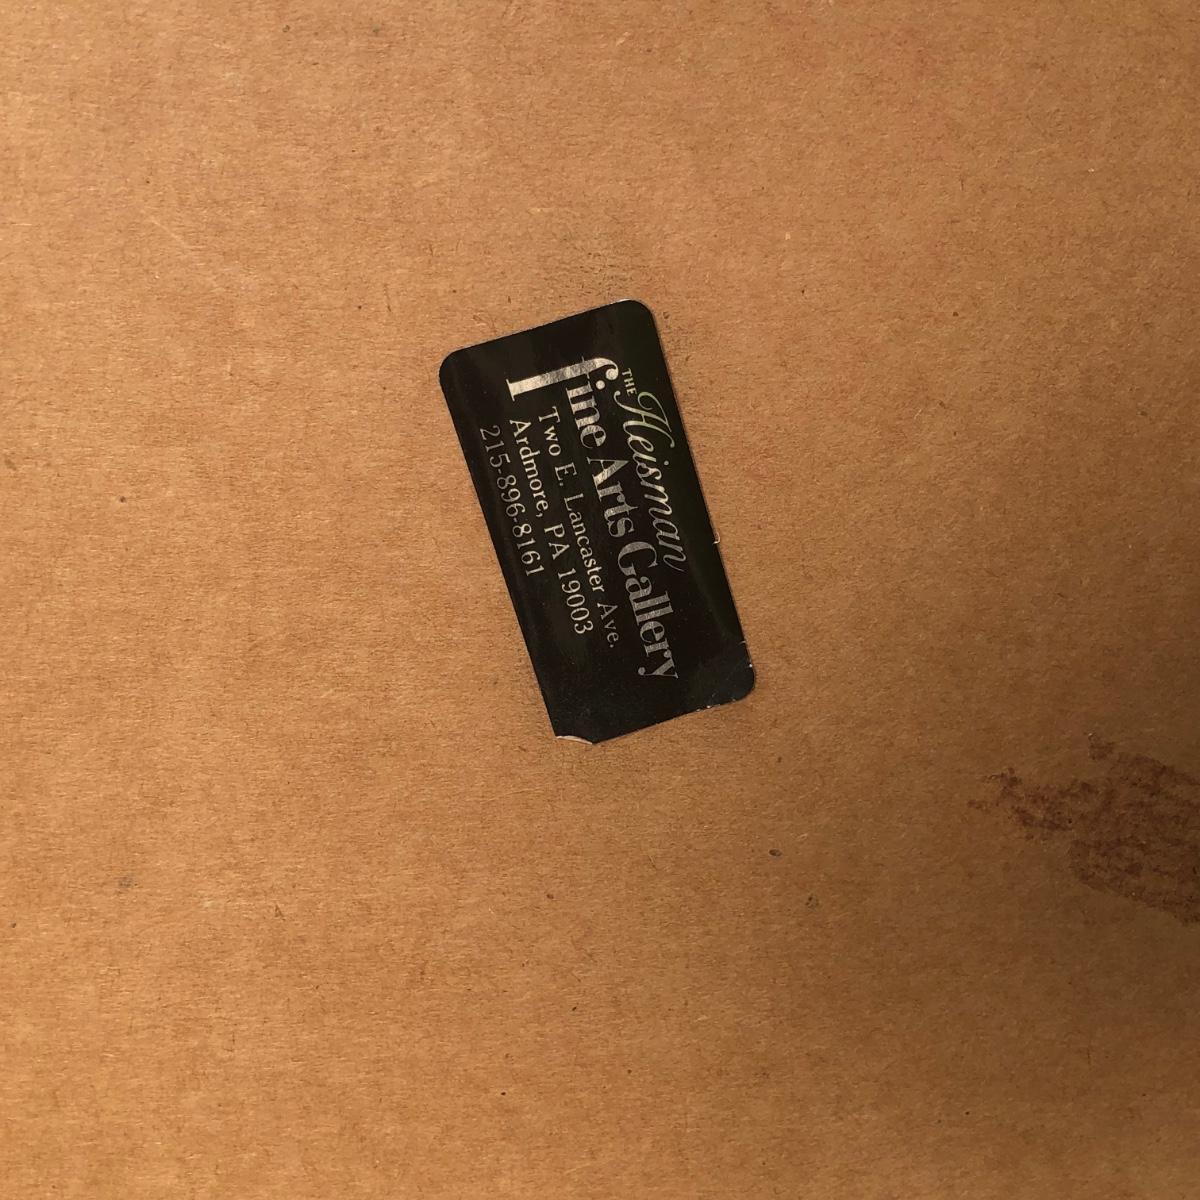 THE Heisman
fine Arts Gallery
Two E. Lancaster Ave.
Ardmore, PA 19003
215-896-8161